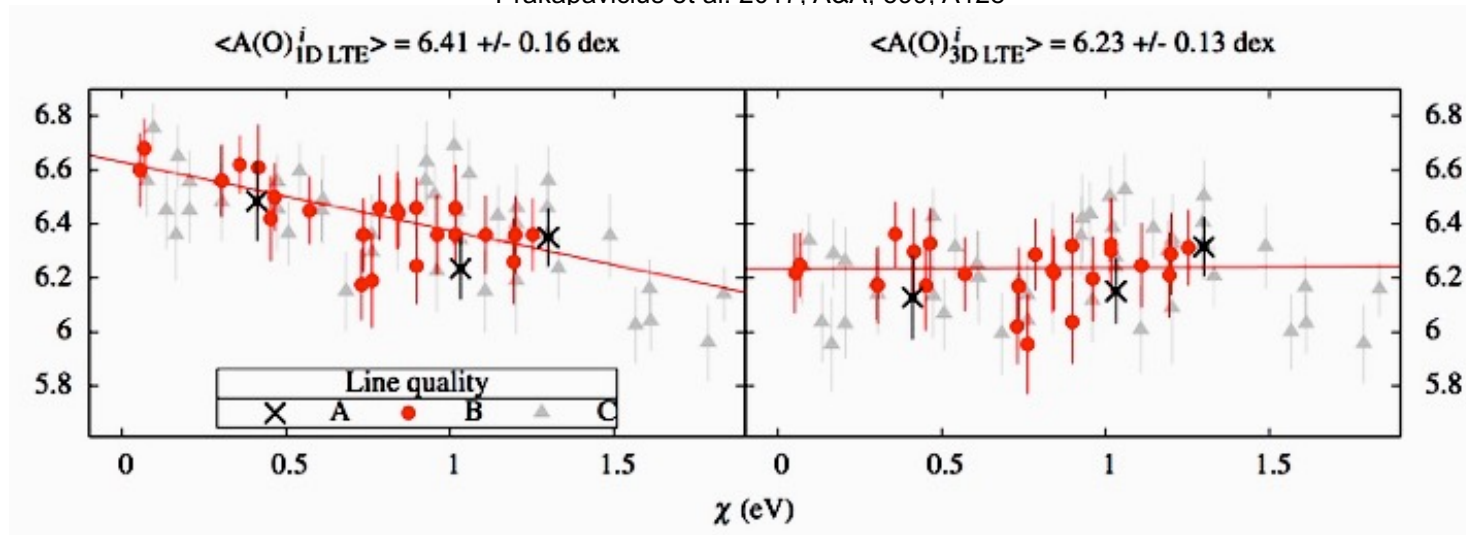 <A(O)^i_1D LTE> = 6.41 +/- 0.16 dex
<A(O)^i_3D LTE> = 6.23 +/- 0.13 dex
6.8 6.8
6.6 6.6
6.4 6.4
6.2 6.2
6 6
5.8 5.8
Line quality
A B C
0 0.5 1 1.5 0 0.5 1 1.5
χ (eV)